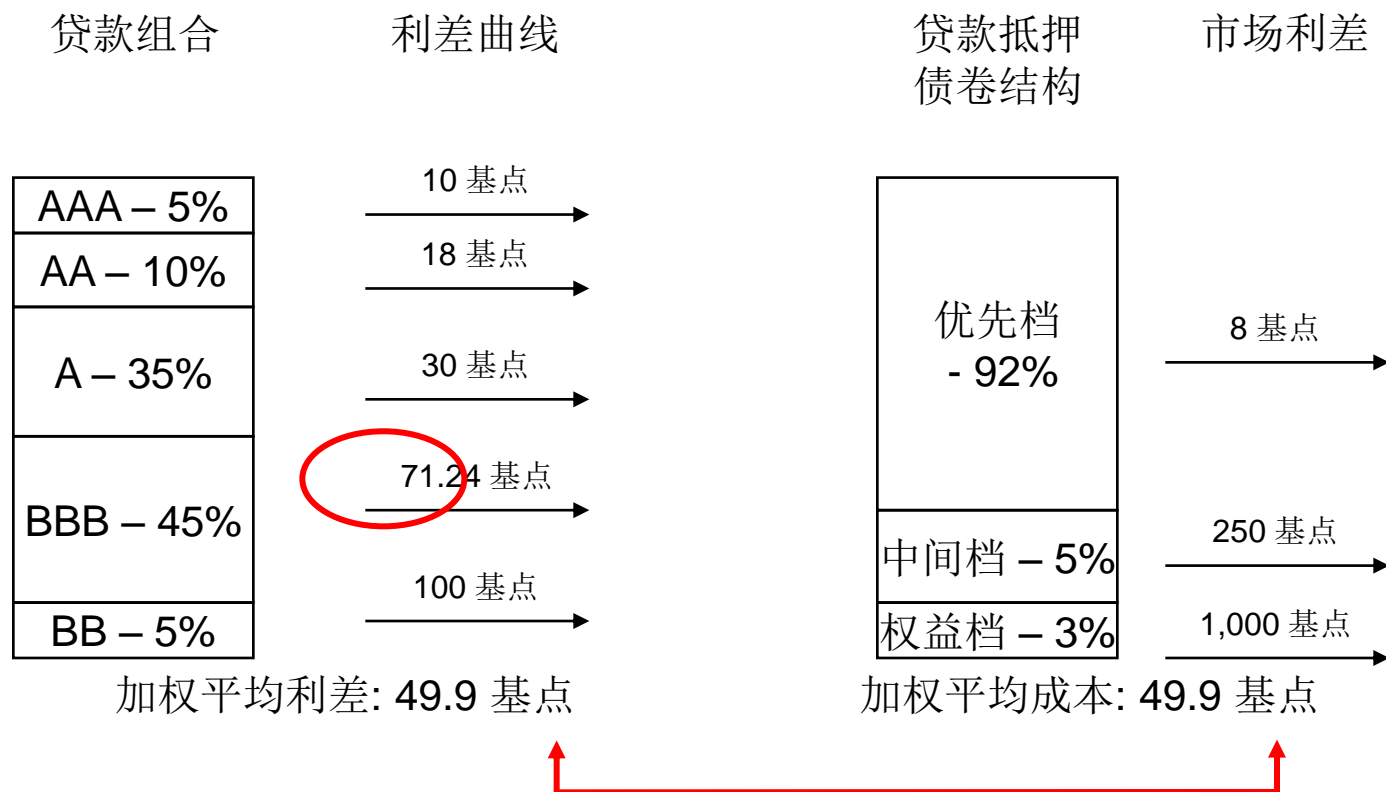 贷款组合
利差曲线
贷款抵押
债卷结构
市场利差
AAA – 5%
10 基点
AA – 10%
18 基点
A – 35%
30 基点
BBB – 45%
71.24 基点
BB – 5%
100 基点
优先档
- 92%
8 基点
中间档 – 5%
250 基点
权益档 – 3%
1,000 基点
加权平均利差: 49.9 基点
加权平均成本: 49.9 基点